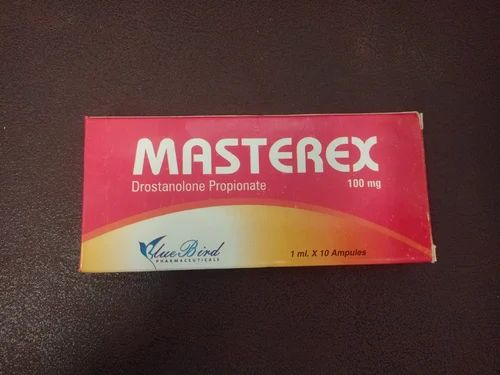 MASTEREX
Drostanolone Propionate 100 mg
Blue Bird
PHARMACEUTICALS
1 ml. X 10 Ampules